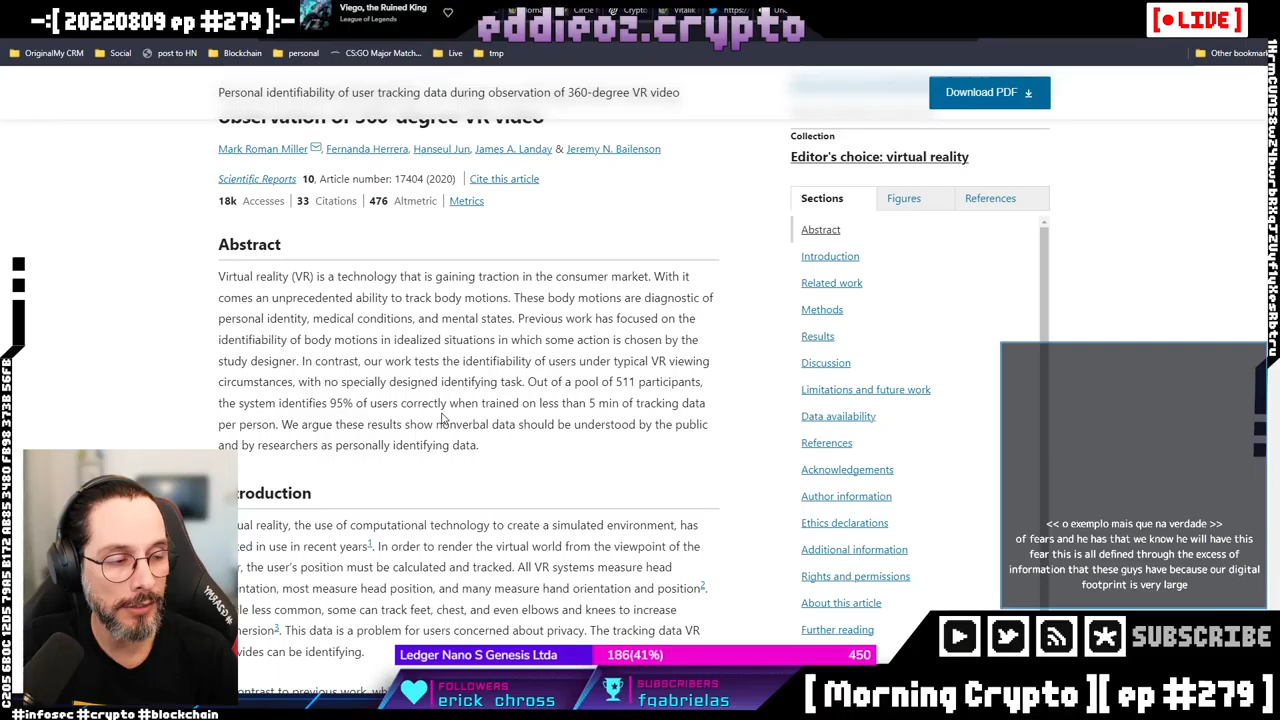 —:[ 20220809 ep #279 ]:—
Viego, the Ruined King
League of Legends
eddieoz.crypto
[● LIVE]
OriginalMy CRM
Social
post to HN
Blockchain
personal
CS:GO Major Match...
Live
tmp
Other bookmar
Personal identifiability of user tracking data during observation of 360-degree VR video
Download PDF
observation of 360-degree VR video
Mark Roman Miller, Fernanda Herrera, Hanseul Jun, James A. Landay & Jeremy N. Bailenson
Scientific Reports 10, Article number: 17404 (2020) | Cite this article
18k Accesses | 33 Citations | 476 Altmetric | Metrics
Abstract
Virtual reality (VR) is a technology that is gaining traction in the consumer market. With it
comes an unprecedented ability to track body motions. These body motions are diagnostic of
personal identity, medical conditions, and mental states. Previous work has focused on the
identifiability of body motions in idealized situations in which some action is chosen by the
study designer. In contrast, our work tests the identifiability of users under typical VR viewing
circumstances, with no specially designed identifying task. Out of a pool of 511 participants,
the system identifies 95% of users correctly when trained on less than 5 min of tracking data
per person. We argue these results show nonverbal data should be understood by the public
and by researchers as personally identifying data.
troduction
ual reality, the use of computational technology to create a simulated environment, has
ed in use in recent years1. In order to render the virtual world from the viewpoint of the
, the user's position must be calculated and tracked. All VR systems measure head
entation, most measure head position, and many measure hand orientation and position2.
le less common, some can track feet, chest, and even elbows and knees to increase
ersion3. This data is a problem for users concerned about privacy. The tracking data VR
vides can be identifying.
Collection
Editor's choice: virtual reality
Sections
Figures
References
Abstract
Introduction
Related work
Methods
Results
Discussion
Limitations and future work
Data availability
References
Acknowledgements
Author information
Ethics declarations
Additional information
Rights and permissions
About this article
Further reading
<< o exemplo mais que na verdade >>
of fears and he has that we know he will have this
fear this is all defined through the excess of
information that these guys have because our digital
footprint is very large
Ledger Nano S Genesis Ltda
186(41%)
450
FOLLOWERS
erick chross
SUBSCRIBERS
fgabrielas
SUBSCRIBE
[ Morning Crypto ][ ep #279 ]
#infosec #crypto #blockchain